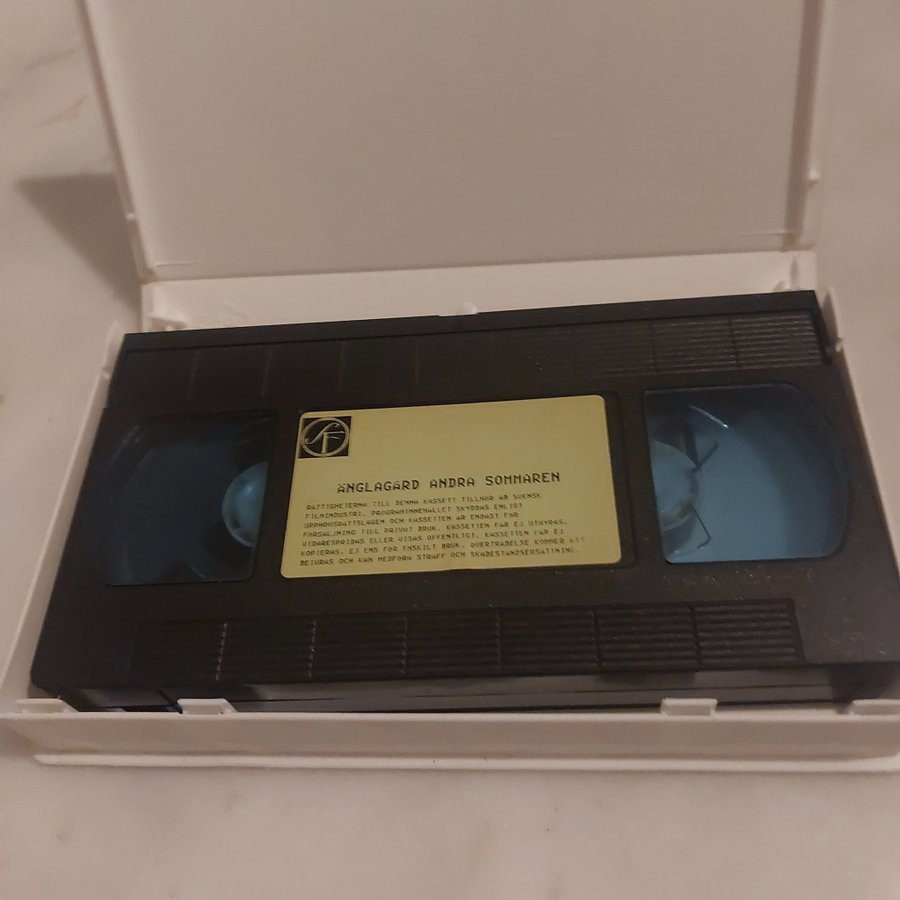 SF
ÄNGLAGÅRD ANDRA SOMMAREN
RÄTTIGHETERNA TILL DENNA KASSETT TILLHÖR AB SVENSK
FILMINDUSTRI. PROGRAMINNEHÅLLET SKYDDAS ENLIGT
UPPHOVSRÄTTSLAGEN OCH KASSETTEN ÄR ENDAST FÖR
FÖRSÄLJNING TILL PRIVAT BRUK. KASSETTEN FÅR EJ UTHYRAS,
VIDARESPRIDAS ELLER VISAS OFFENTLIGT. KASSETTEN FÅR EJ
KOPIERAS, EJ ENS FÖR ENSKILT BRUK. ÖVERTRÄDELSE KOMMER ATT
BEIVRAS OCH KAN MEDFÖRA STRAFF OCH SKADESTÅNDSERSÄTTNING.